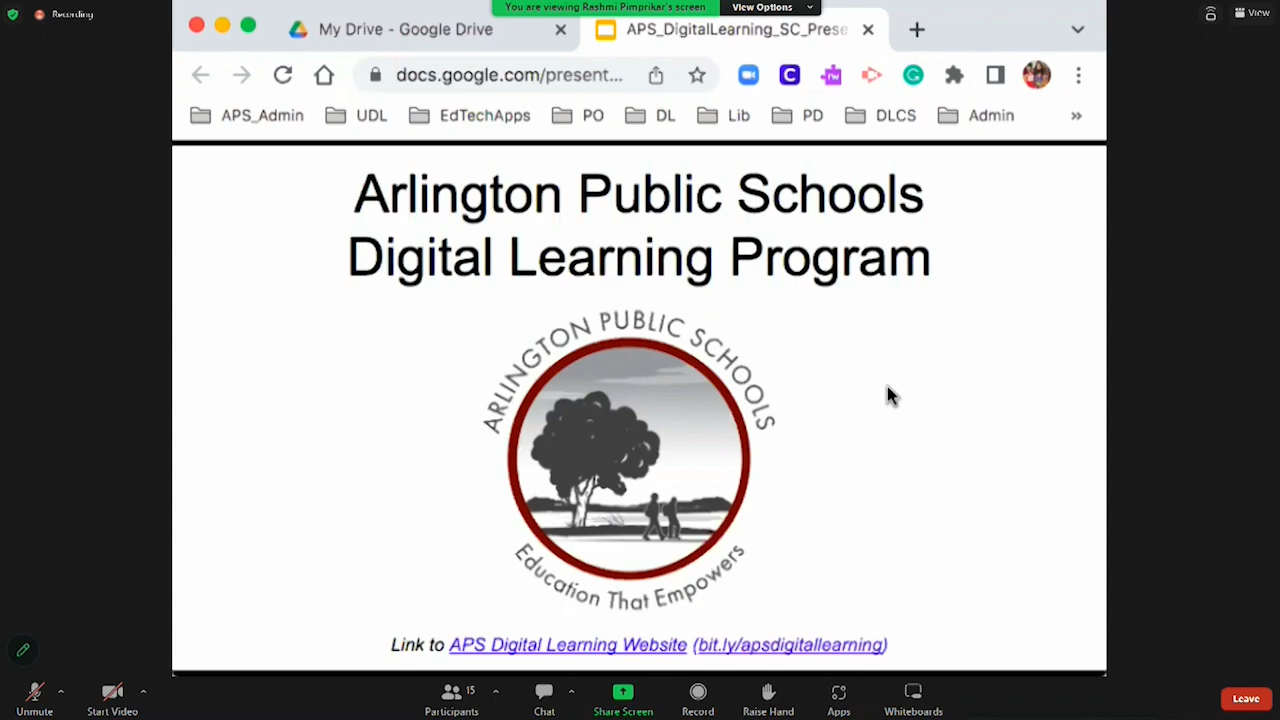 Recording
You are viewing Rashmi Pimprikar's screen
View Options
View
My Drive - Google Drive
APS_DigitalLearning_SC_Prese
docs.google.com/present...
C
rw
G
APS_Admin
UDL
EdTechApps
PO
DL
Lib
PD
DLCS
Admin
»
Arlington Public Schools
Digital Learning Program
ARLINGTON PUBLIC SCHOOLS
Education That Empowers
Link to APS Digital Learning Website (bit.ly/apsdigitallearning)
Unmute
Start Video
15
Participants
Chat
Share Screen
Record
Raise Hand
Apps
Whiteboards
Leave